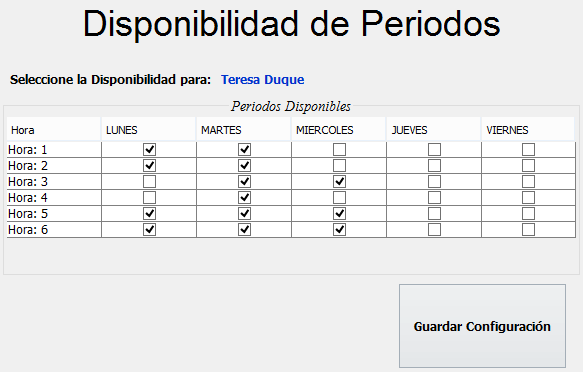 Disponibilidad de Periodos
Seleccione la Disponibilidad para: Teresa Duque
Periodos Disponibles
Hora LUNES MARTES MIERCOLES JUEVES VIERNES
Hora: 1
Hora: 2
Hora: 3
Hora: 4
Hora: 5
Hora: 6
Guardar Configuración